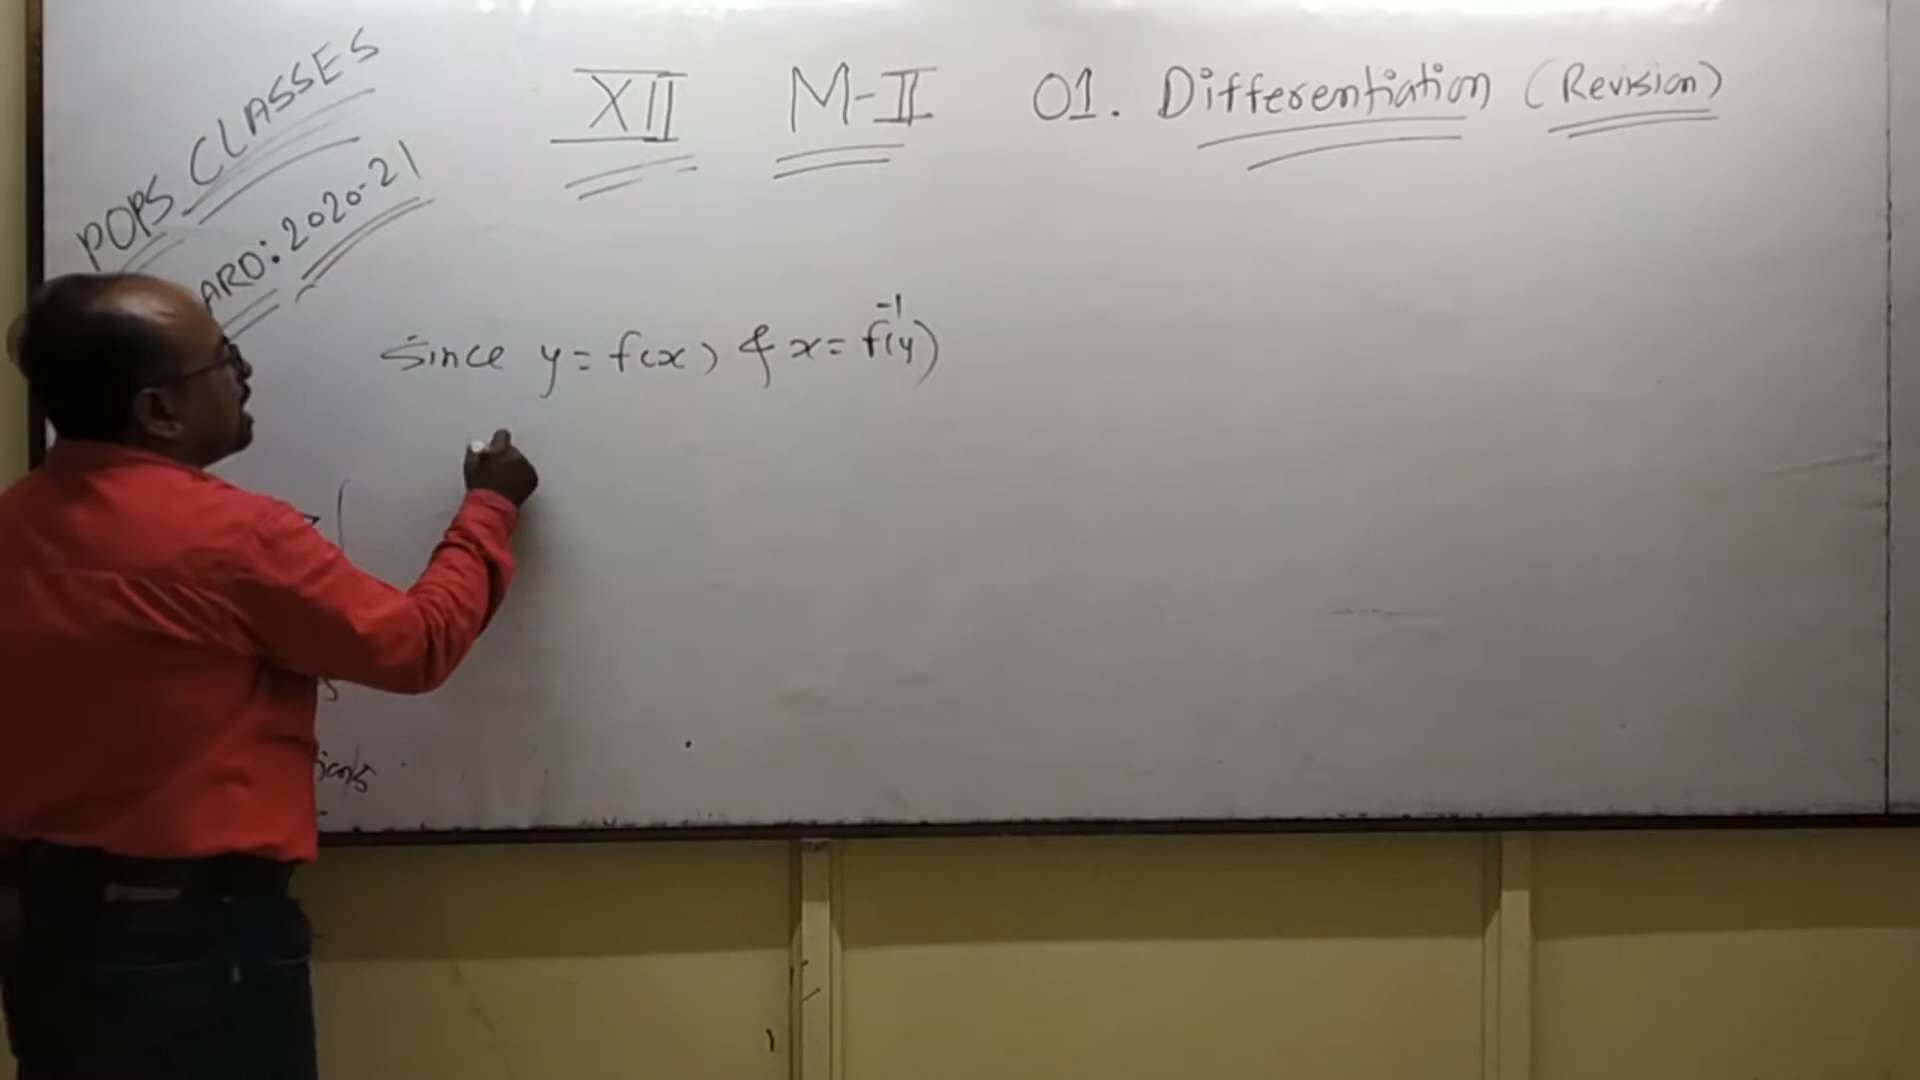 POPS CLASSES
ARD: 2020-21
XII M-II 01. Differentiation (Revision)
Since y = f(x) & x = f⁻¹(y)